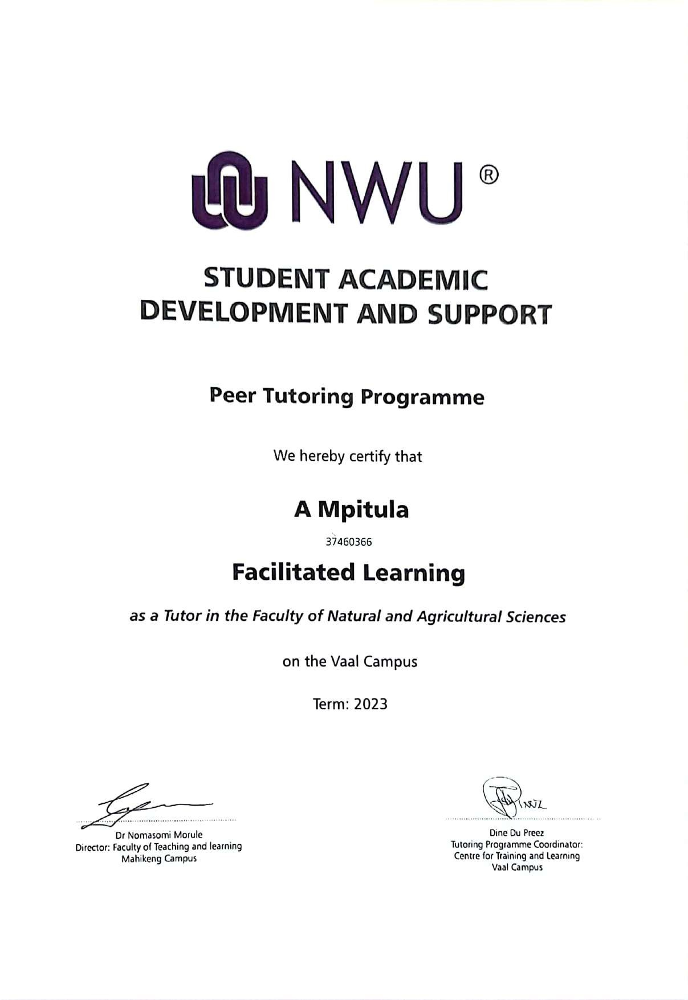 NWU®
STUDENT ACADEMIC
DEVELOPMENT AND SUPPORT
Peer Tutoring Programme
We hereby certify that
A Mpitula
37460366
Facilitated Learning
as a Tutor in the Faculty of Natural and Agricultural Sciences
on the Vaal Campus
Term: 2023
Dr Nomasomi Morule
Director: Faculty of Teaching and learning
Mahikeng Campus
Dine Du Preez
Tutoring Programme Coordinator:
Centre for Training and Learning
Vaal Campus